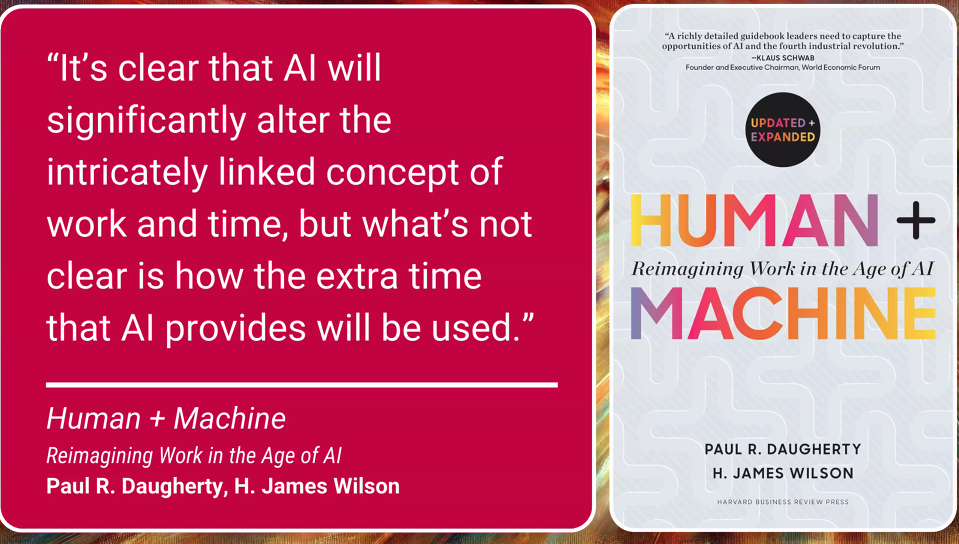 “It’s clear that AI will
significantly alter the
intricately linked concept of
work and time, but what’s not
clear is how the extra time
that AI provides will be used.”
Human + Machine
Reimagining Work in the Age of AI
Paul R. Daugherty, H. James Wilson
“A richly detailed guidebook leaders need to capture the
opportunities of AI and the fourth industrial revolution.”
—KLAUS SCHWAB
Founder and Executive Chairman, World Economic Forum
UPDATED +
EXPANDED
HUMAN +
Reimagining Work in the Age of AI
MACHINE
PAUL R. DAUGHERTY
H. JAMES WILSON
HARVARD BUSINESS REVIEW PRESS